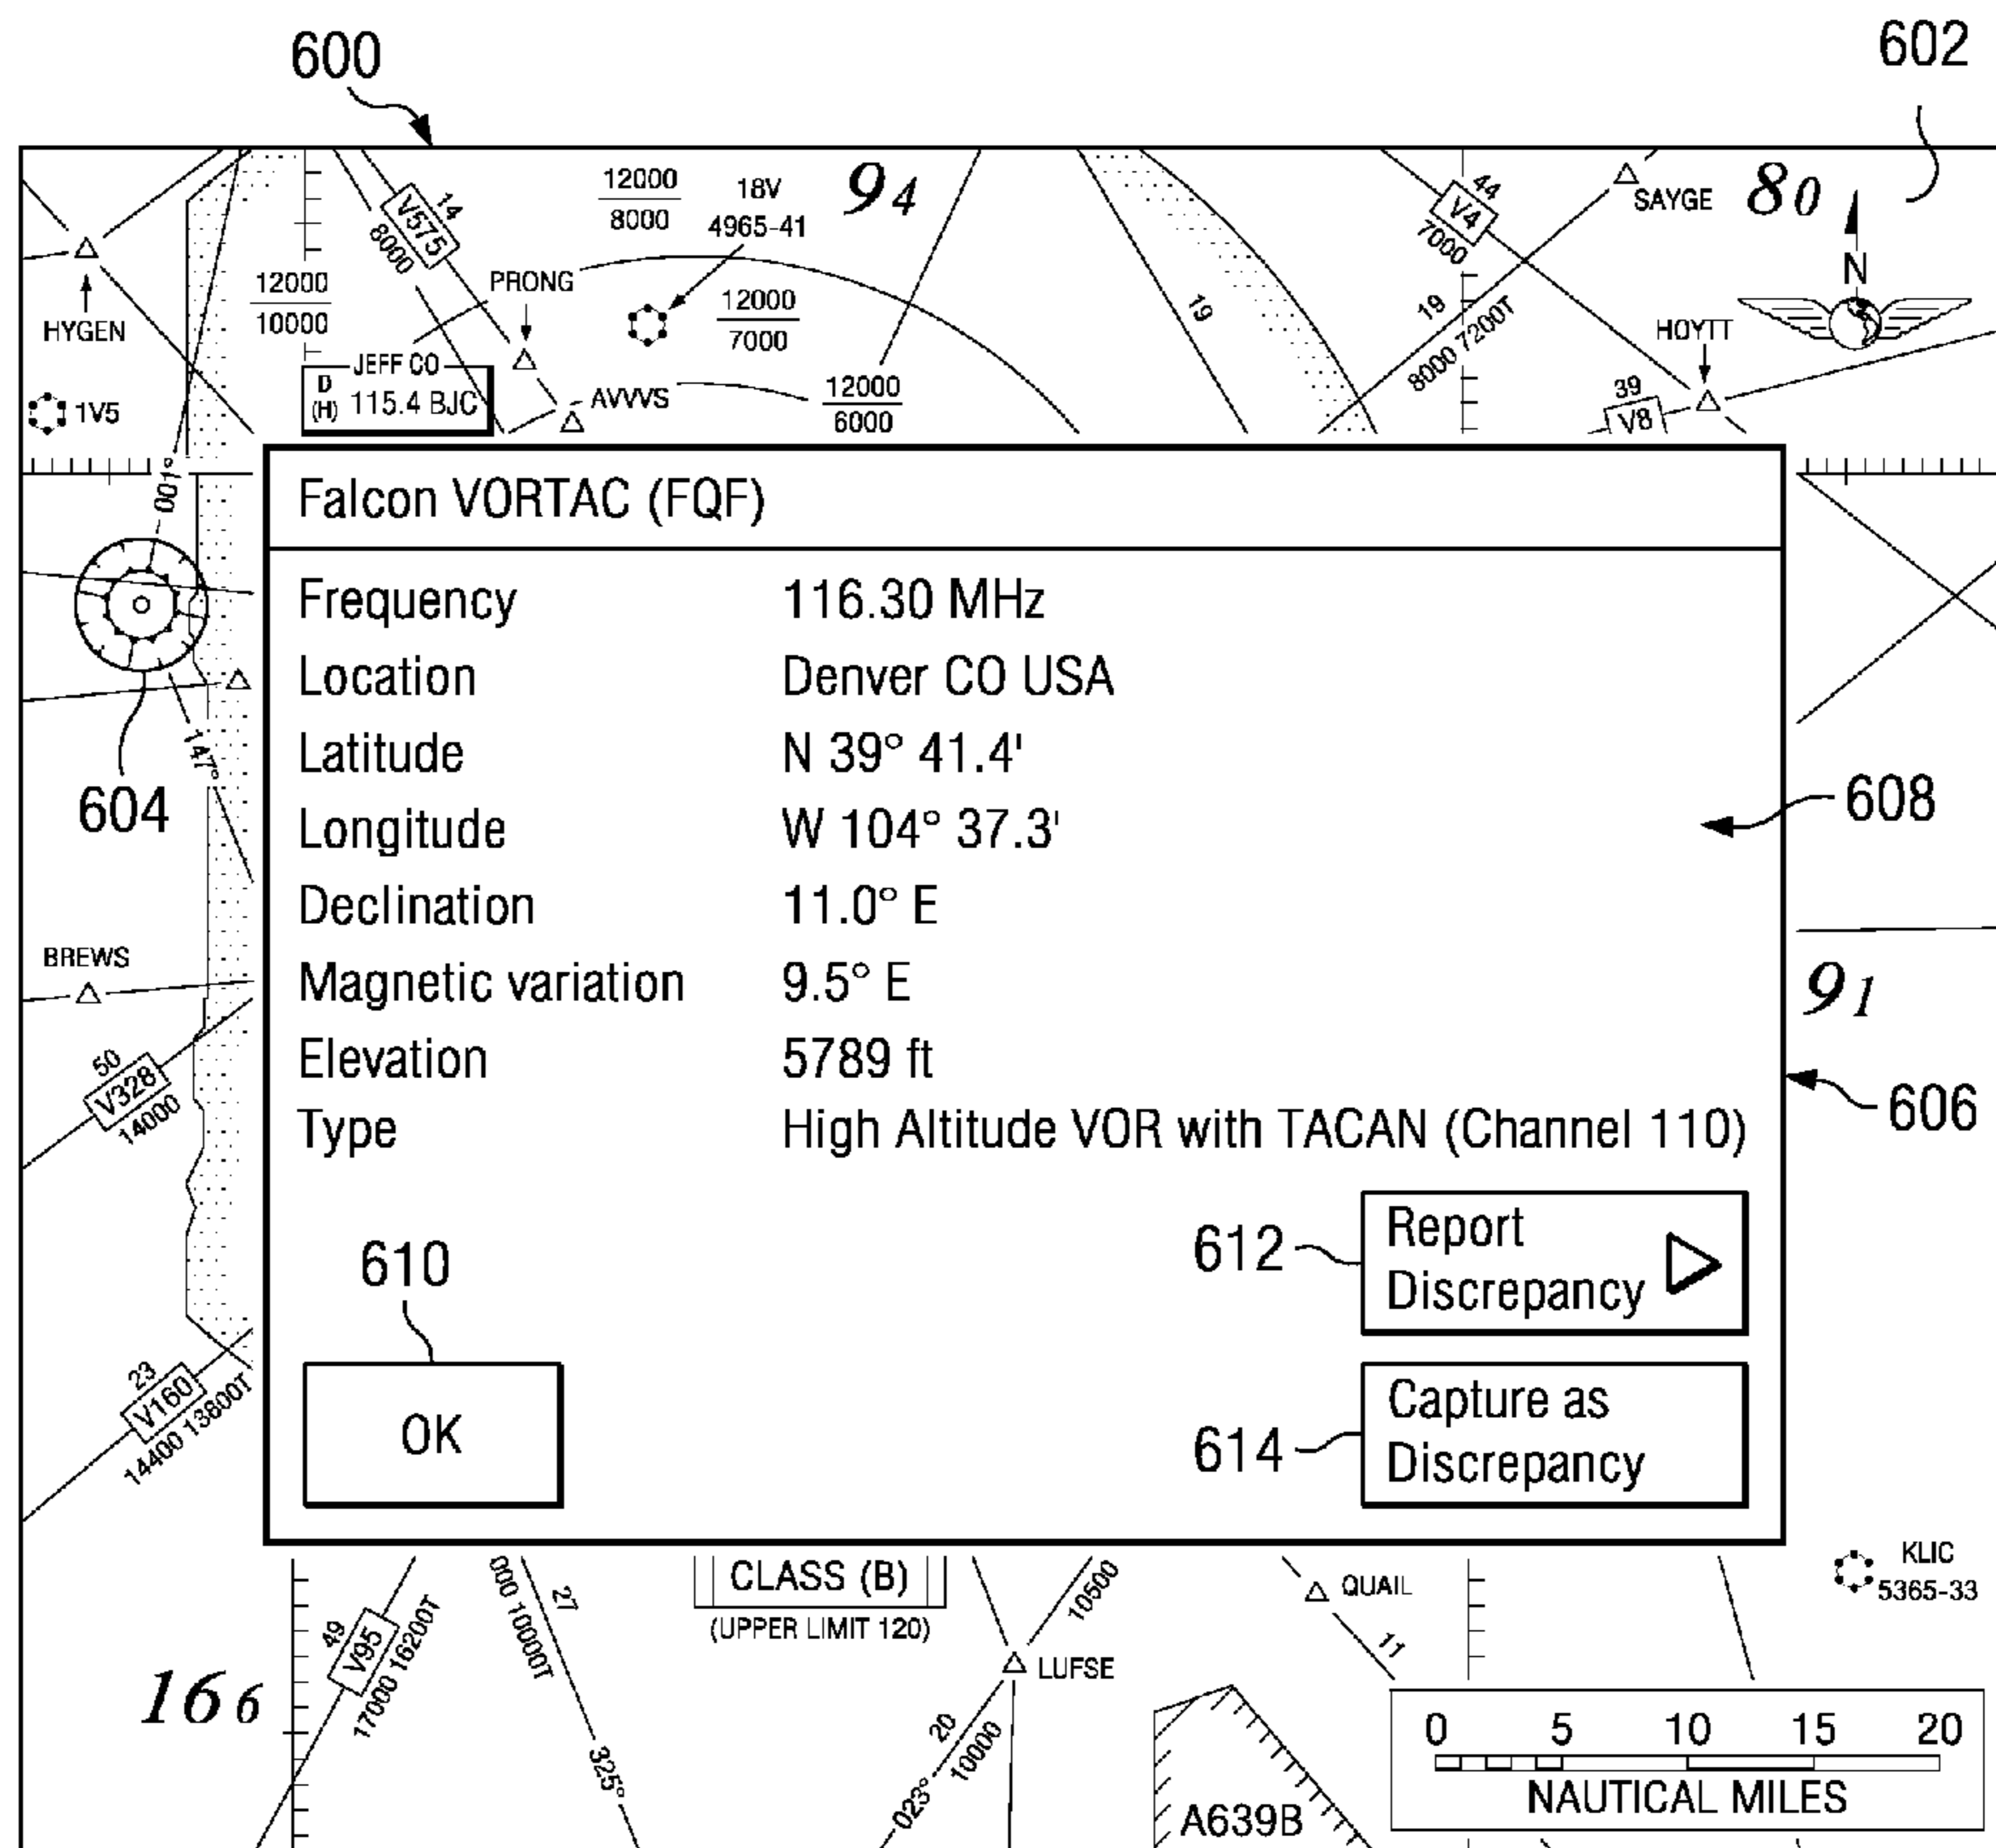 600
602
12000
8000
18V
4965-41
94
14
V575
8000
44
V4
7000
SAYGE
80
N
HYGEN
12000
10000
PRONG
12000
7000
19
19
8000 7200T
HOYTT
JEFF CO
D
(H) 115.4 BJC
AVVVS
12000
6000
39
V8
1V5
001°
Falcon VORTAC (FQF)
Frequency 116.30 MHz
Location Denver CO USA
Latitude N 39° 41.4'
Longitude W 104° 37.3'
Declination 11.0° E
Magnetic variation 9.5° E
Elevation 5789 ft
Type High Altitude VOR with TACAN (Channel 110)
604
147°
608
BREWS
91
606
50
V328
14000
612
Report
Discrepancy
610
OK
614
Capture as
Discrepancy
23
V160
14400 13800T
CLASS (B)
(UPPER LIMIT 120)
KLIC
5365-33
49
V95
17000 16200T
000 10000T
27
10500
QUAIL
11
LUFSE
166
325°
20
10000
023°
A639B
0 5 10 15 20
NAUTICAL MILES